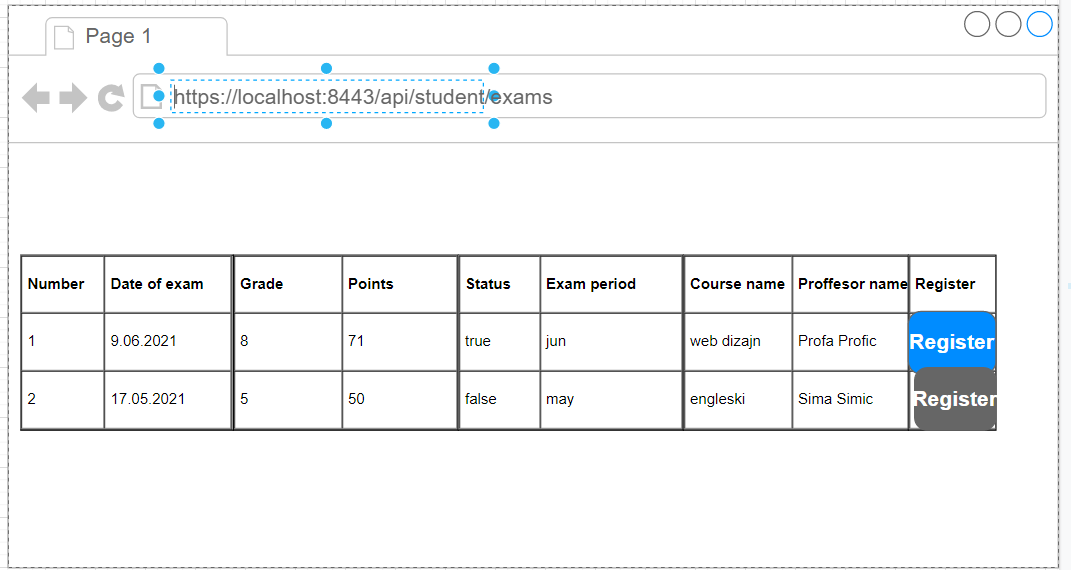 Page 1
https://localhost:8443/api/student/exams
Number Date of exam Grade Points Status Exam period Course name Proffesor name Register
1 9.06.2021 8 71 true jun web dizajn Profa Profic Register
2 17.05.2021 5 50 false may engleski Sima Simic Register